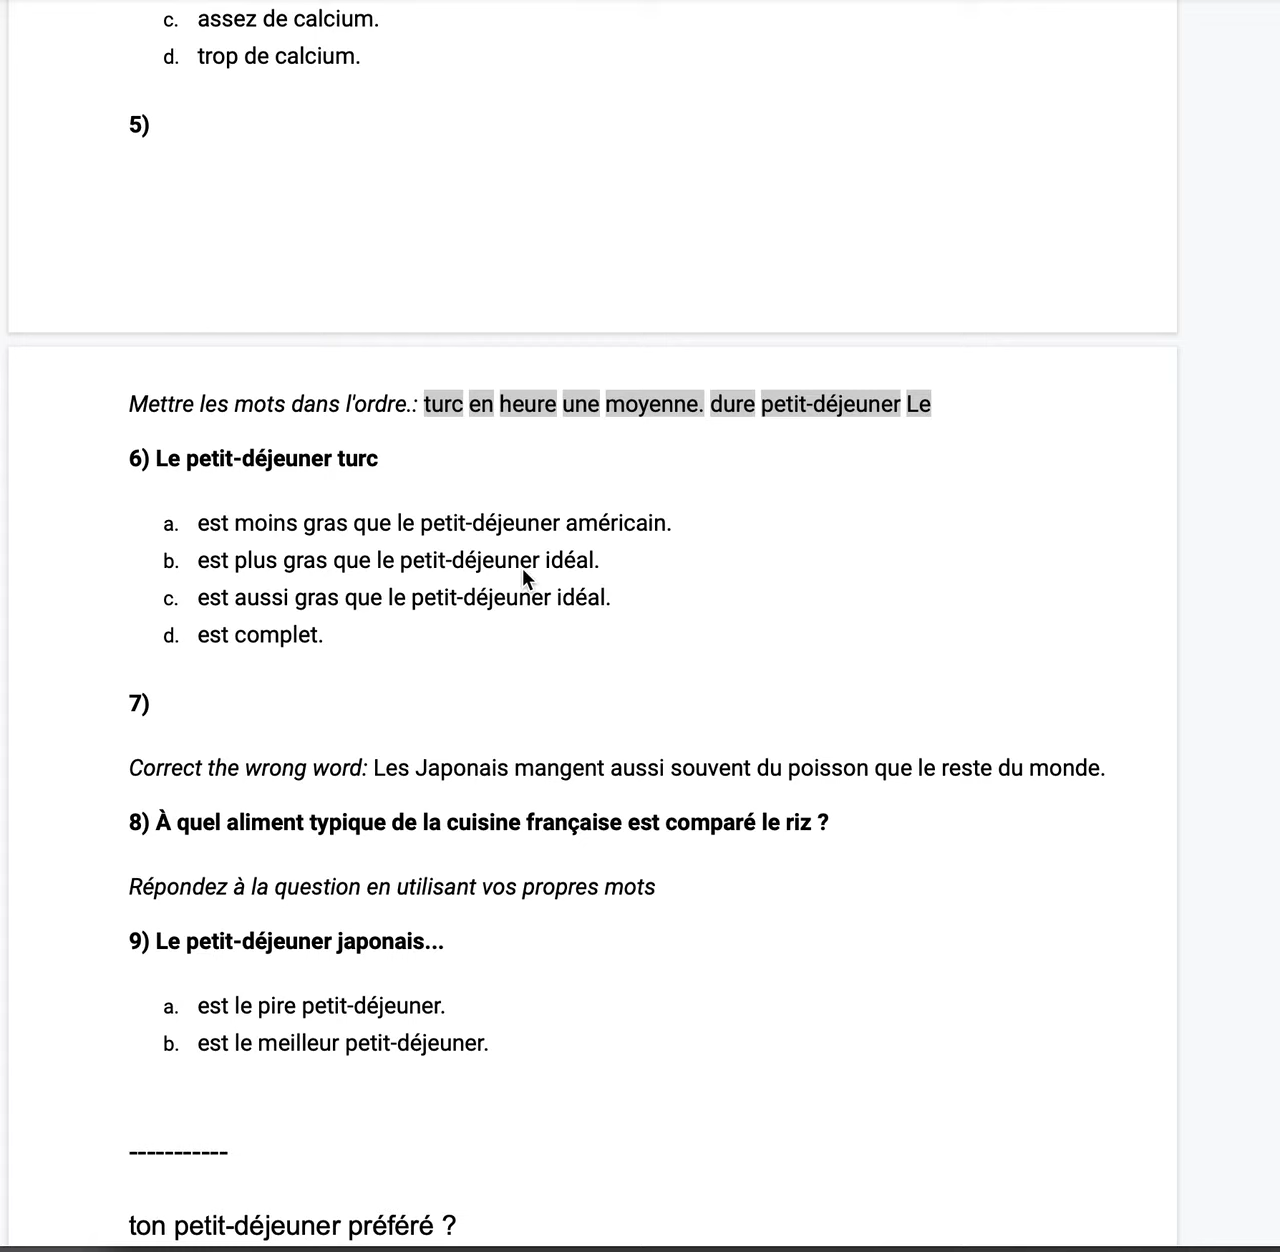 c. assez de calcium.
d. trop de calcium.
5)
Mettre les mots dans l'ordre.: turc en heure une moyenne. dure petit-déjeuner Le
6) Le petit-déjeuner turc
a. est moins gras que le petit-déjeuner américain.
b. est plus gras que le petit-déjeuner idéal.
c. est aussi gras que le petit-déjeuner idéal.
d. est complet.
7)
Correct the wrong word: Les Japonais mangent aussi souvent du poisson que le reste du monde.
8) À quel aliment typique de la cuisine française est comparé le riz ?
Répondez à la question en utilisant vos propres mots
9) Le petit-déjeuner japonais...
a. est le pire petit-déjeuner.
b. est le meilleur petit-déjeuner.
-----------
ton petit-déjeuner préféré ?